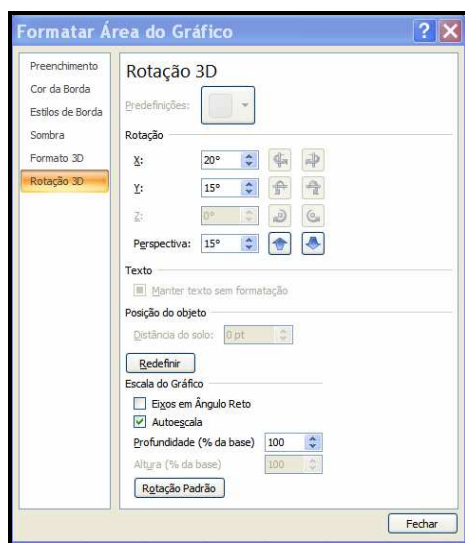 Formatar Área do Gráfico
Preenchimento
Cor da Borda
Estilos de Borda
Sombra
Formato 3D
Rotação 3D
Rotação 3D
Predefinições:
Rotação
X: 20°
Y: 15°
Z: 0°
Perspectiva: 15°
Texto
Manter texto sem formatação
Posição do objeto
Distância do solo: 0 pt
Redefinir
Escala do Gráfico
Eixos em Ângulo Reto
Autoescala
Profundidade (% da base) 100
Altura (% da base) 100
Rotação Padrão
Fechar